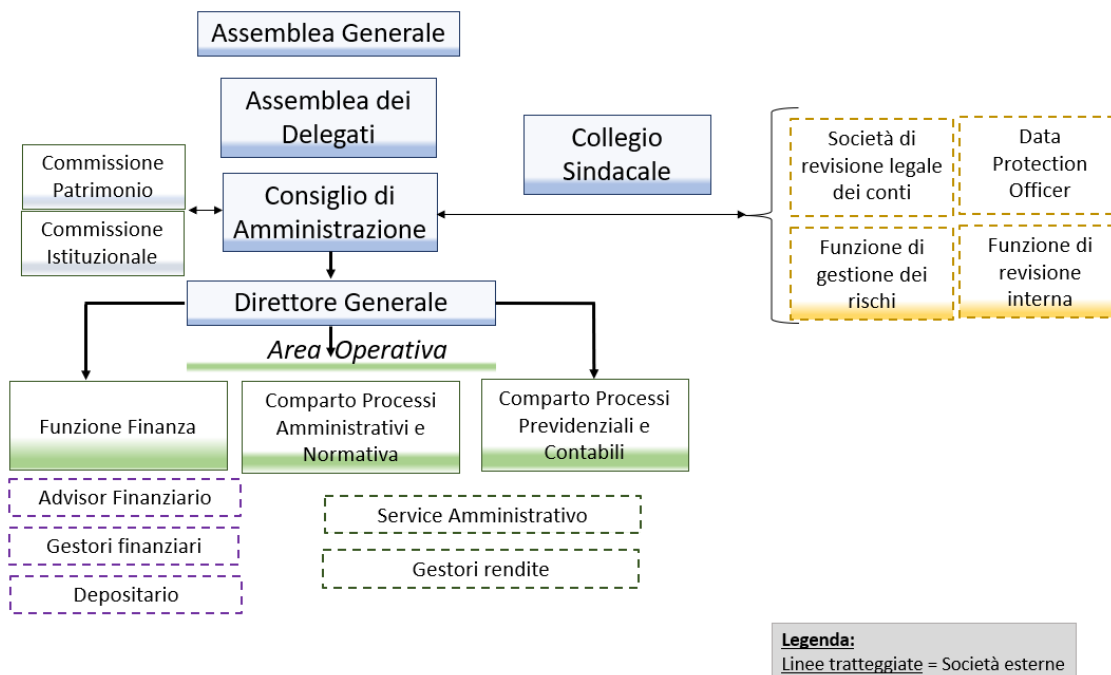 Assemblea Generale
Assemblea dei
Delegati
Collegio
Sindacale
Società di
revisione legale
dei conti
Data
Protection
Officer
Commissione
Patrimonio
Commissione
Istituzionale
Consiglio di
Amministrazione
Funzione di
gestione dei
rischi
Funzione di
revisione
interna
Direttore Generale
Area Operativa
Funzione Finanza
Comparto Processi
Amministrativi e
Normativa
Comparto Processi
Previdenziali e
Contabili
Advisor Finanziario
Gestori finanziari
Depositario
Service Amministrativo
Gestori rendite
Legenda:
Linee tratteggiate = Società esterne